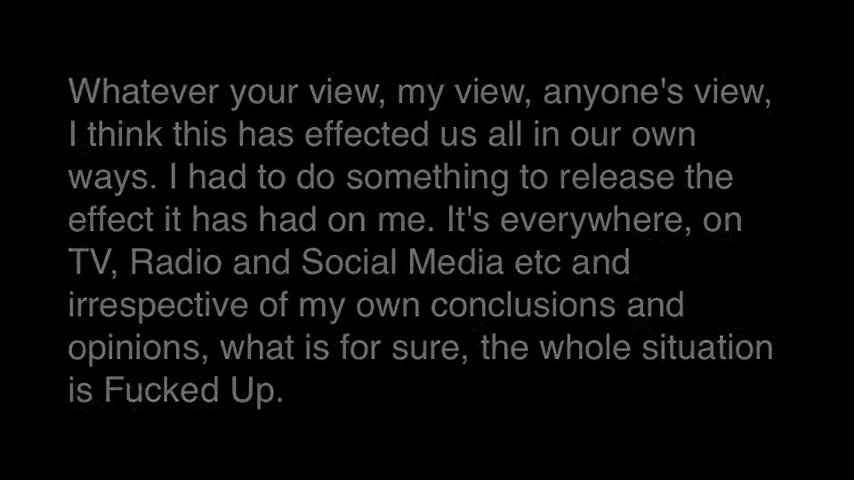 Whatever your view, my view, anyone's view,
I think this has effected us all in our own
ways. I had to do something to release the
effect it has had on me. It's everywhere, on
TV, Radio and Social Media etc and
irrespective of my own conclusions and
opinions, what is for sure, the whole situation
is Fucked Up.